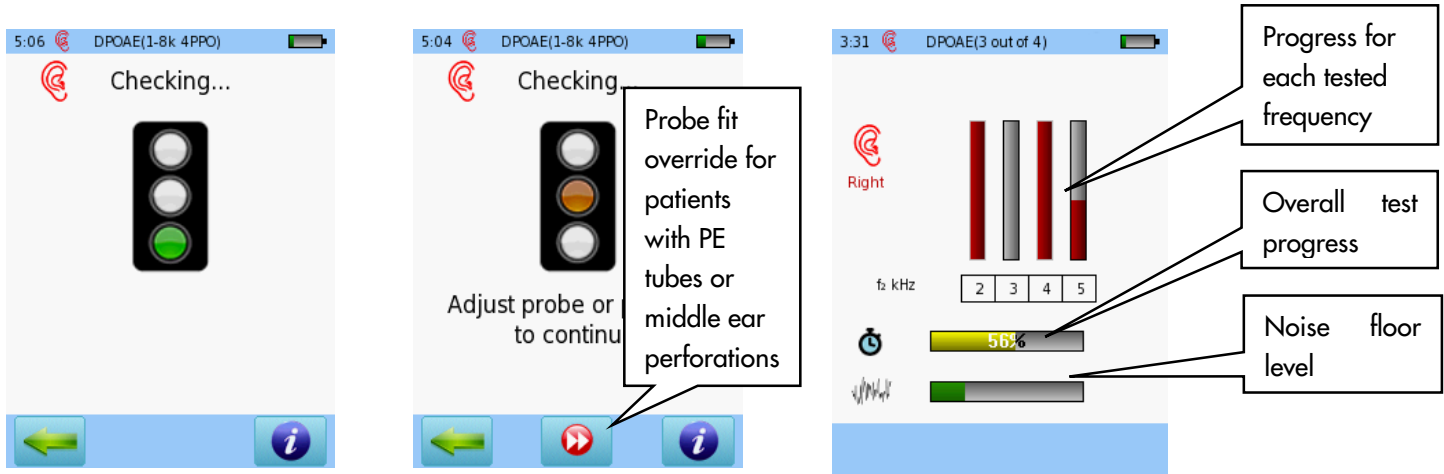 5:06 DPOAE(1-8k 4PPO)
Checking...
i
5:04 DPOAE(1-8k 4PPO)
Checking...
Adjust probe or p
to continu
i
Probe fit
override for
patients
with PE
tubes or
middle ear
perforations
3:31 DPOAE(3 out of 4)
Right
f₂ kHz 2 3 4 5
56%
Progress for
each tested
frequency
Overall test
progress
Noise floor
level